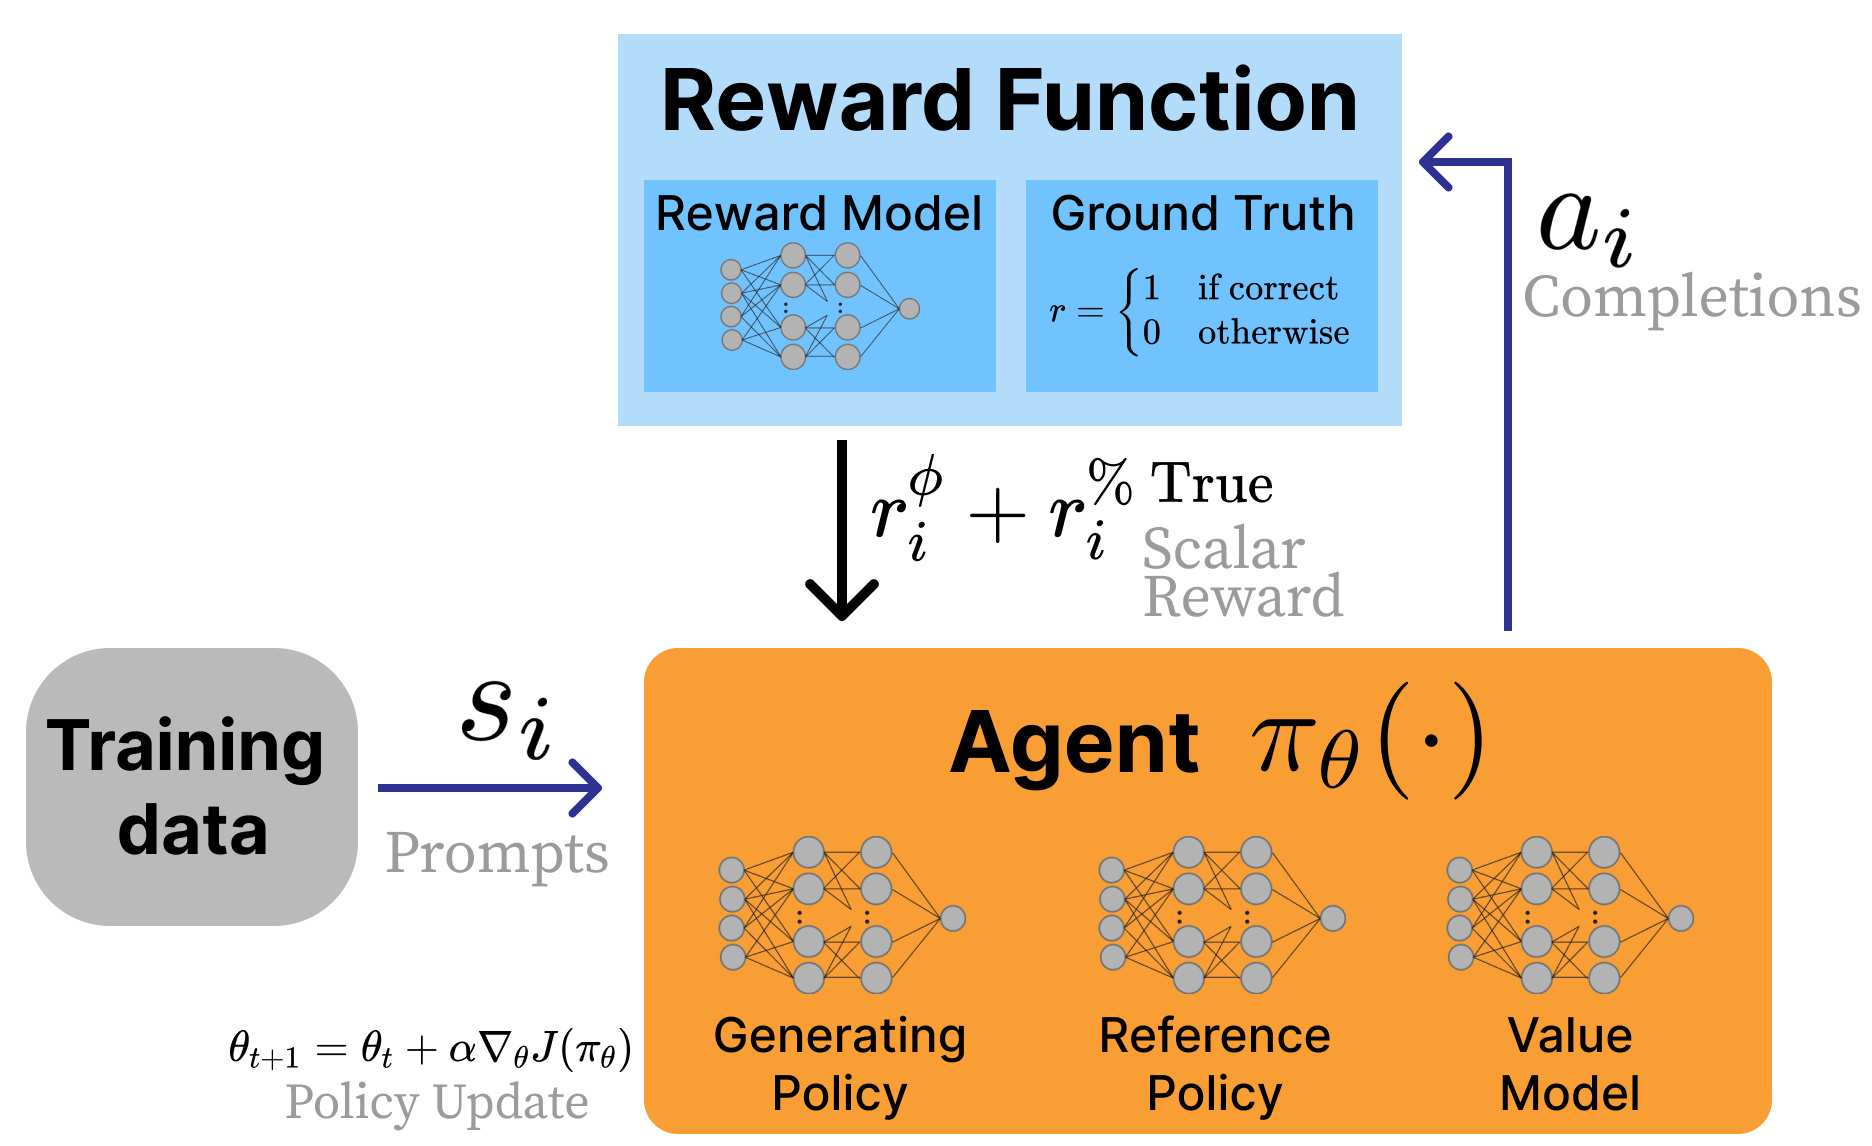 Reward Function
Reward Model
Ground Truth
r = { 1 if correct
0 otherwise
a_i
Completions
r_i^ϕ + r_i^% True
Scalar
Reward
Training
data
s_i
Prompts
Agent π_θ(·)
Generating
Policy
Reference
Policy
Value
Model
θ_{t+1} = θ_t + α∇_θJ(π_θ)
Policy Update